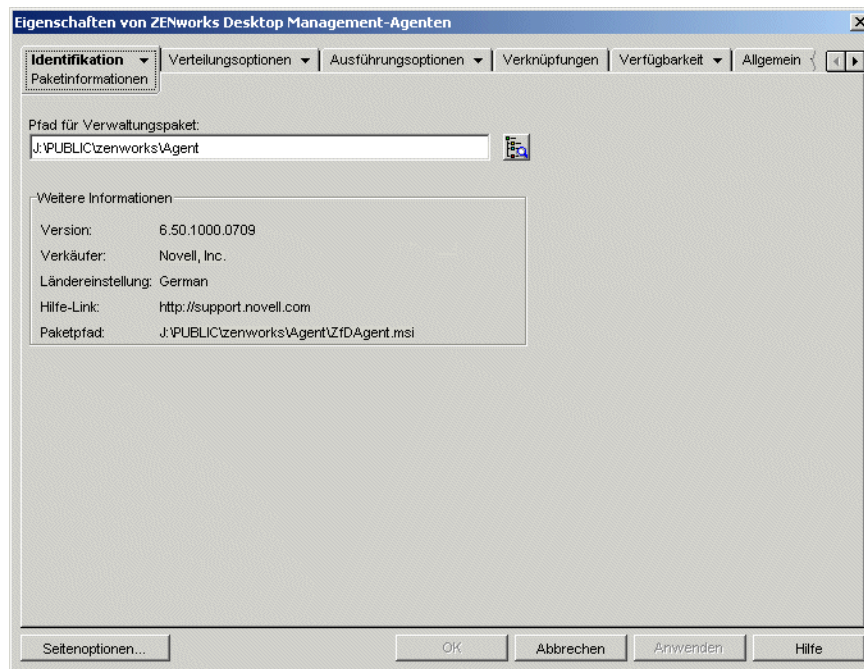 Eigenschaften von ZENworks Desktop Management-Agenten
Identifikation Verteilungsoptionen Ausführungsoptionen Verknüpfungen Verfügbarkeit Allgemein
Paketinformationen
Pfad für Verwaltungspaket:
J:\PUBLIC\zenworks\Agent
Weitere Informationen
Version: 6.50.1000.0709
Verkäufer: Novell, Inc.
Ländereinstellung: German
Hilfe-Link: http://support.novell.com
Paketpfad: J:\PUBLIC\zenworks\Agent\ZfDAgent.msi
Seitenoptionen... OK Abbrechen Anwenden Hilfe